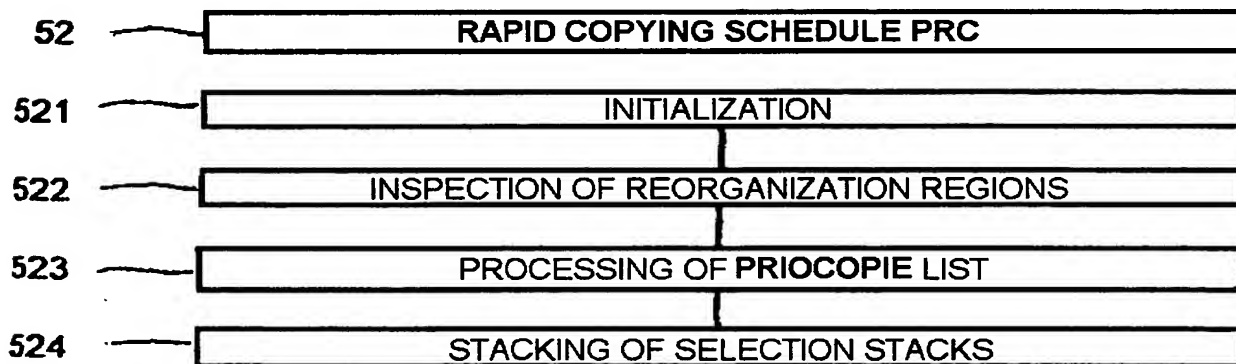 52 RAPID COPYING SCHEDULE PRC
521 INITIALIZATION
522 INSPECTION OF REORGANIZATION REGIONS
523 PROCESSING OF PRIOCOPIE LIST
524 STACKING OF SELECTION STACKS